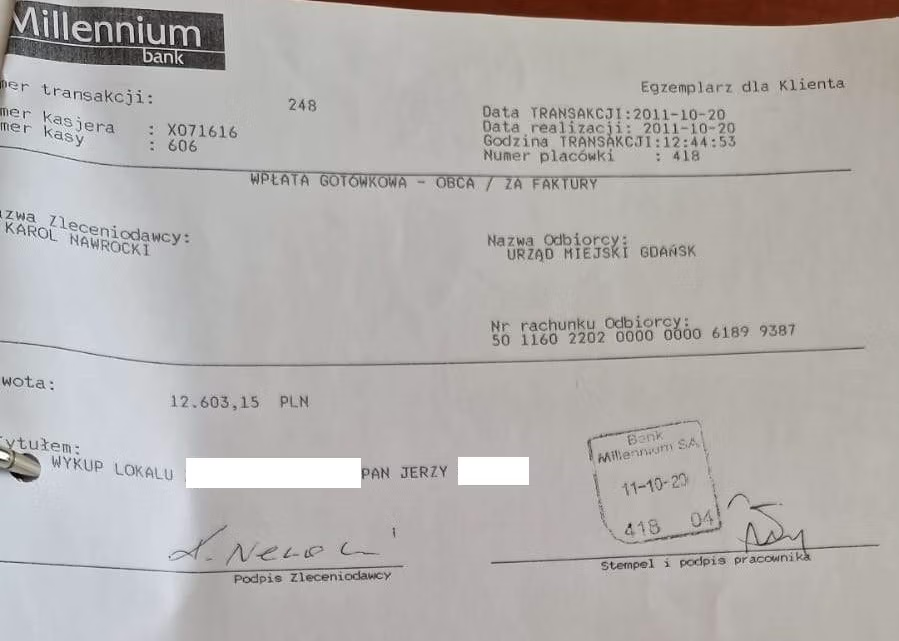 Millennium
bank
mer transakcji: 248
Egzemplarz dla Klienta
mer kasjera : X071616
mer kasy : 606
Data TRANSAKCJI:2011-10-20
Data realizacji: 2011-10-20
Godzina TRANSAKCJI:12:44:53
Numer placówki : 418
WPŁATA GOTÓWKOWA - OBCA / ZA FAKTURY
azwa Zleceniodawcy:
KAROL NAWROCKI
Nazwa Odbiorcy:
URZĄD MIEJSKI GDAŃSK
Nr rachunku Odbiorcy:
50 1160 2202 0000 0000 6189 9387
wota:
12.603,15 PLN
ytułem:
WYKUP LOKALU PAN JERZY
Bank
Millennium SA
11-10-20
418 04
Podpis Zleceniodawcy
Stempel i podpis pracownika